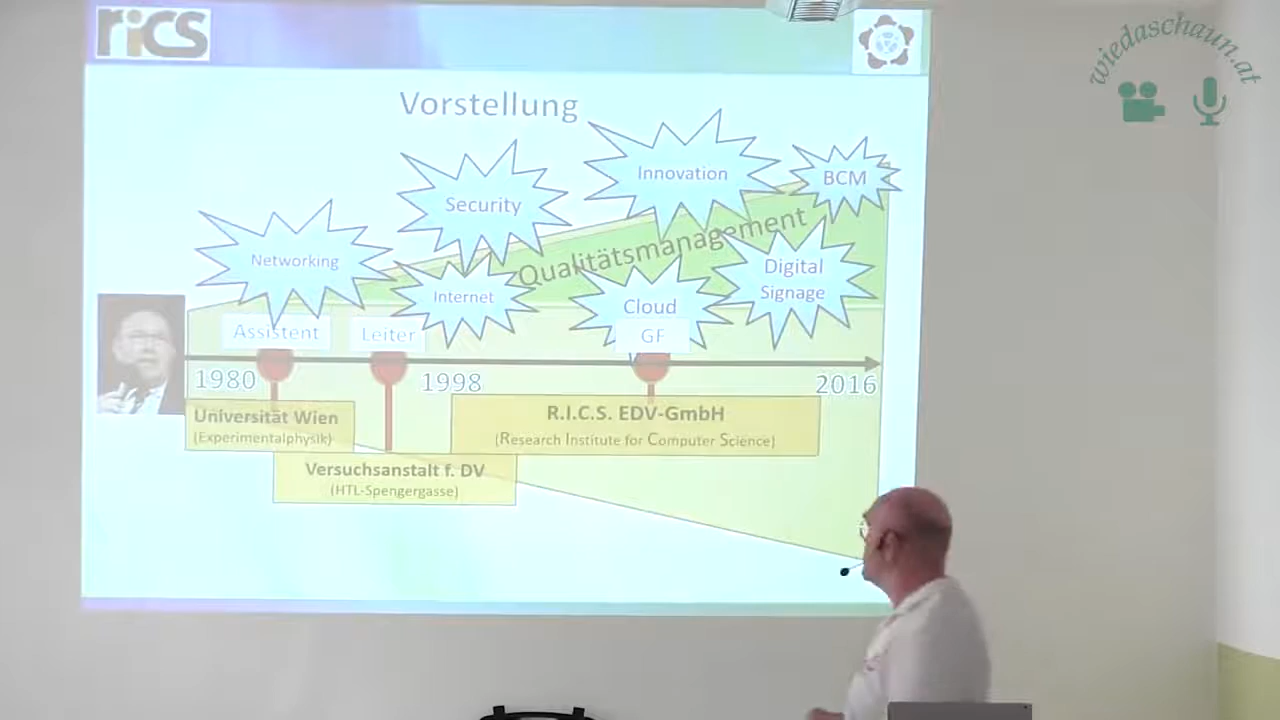 rics
wiedaschaun.at
Vorstellung
Innovation
BCM
Security
Qualitätsmanagement
Networking
Digital
Signage
Internet
Cloud
Assistent
Leiter
GF
1980
1998
2016
Universität Wien
(Experimentalphysik)
R.I.C.S. EDV-GmbH
(Research Institute for Computer Science)
Versuchsanstalt f. DV
(HTL-Spengergasse)